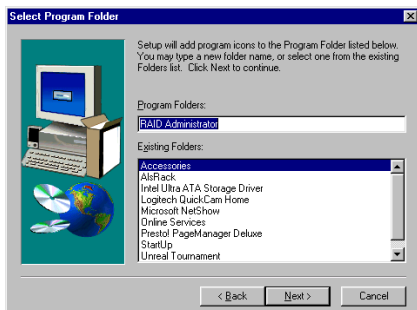 Select Program Folder
Setup will add program icons to the Program Folder listed below.
You may type a new folder name, or select one from the existing
Folders list. Click Next to continue.
Program Folders:
RAID Administrator
Existing Folders:
Accessories
AlsRack
Intel Ultra ATA Storage Driver
Logitech QuickCam Home
Microsoft NetShow
Online Services
Presto! PageManager Deluxe
StartUp
Unreal Tournament
< Back
Next >
Cancel